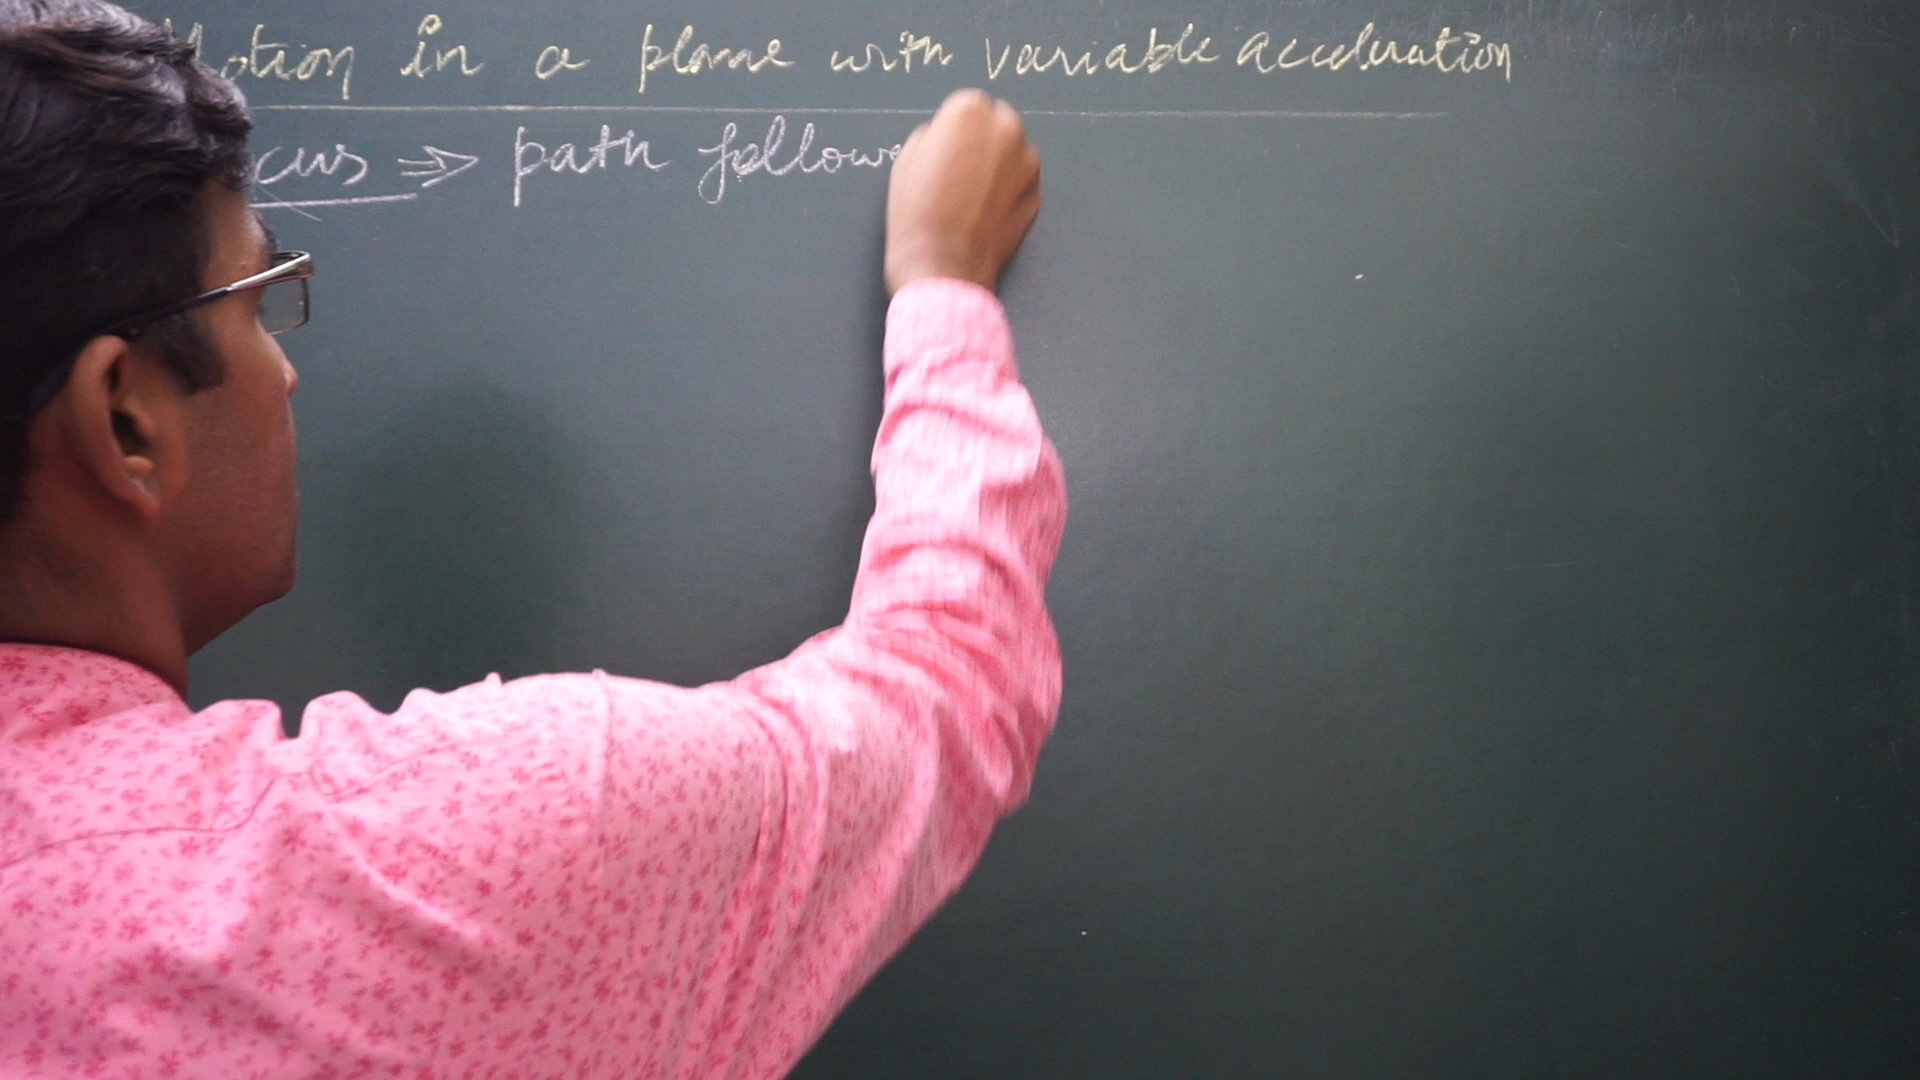 Motion in a plane with variable acceleration
cus ⇒ path followe